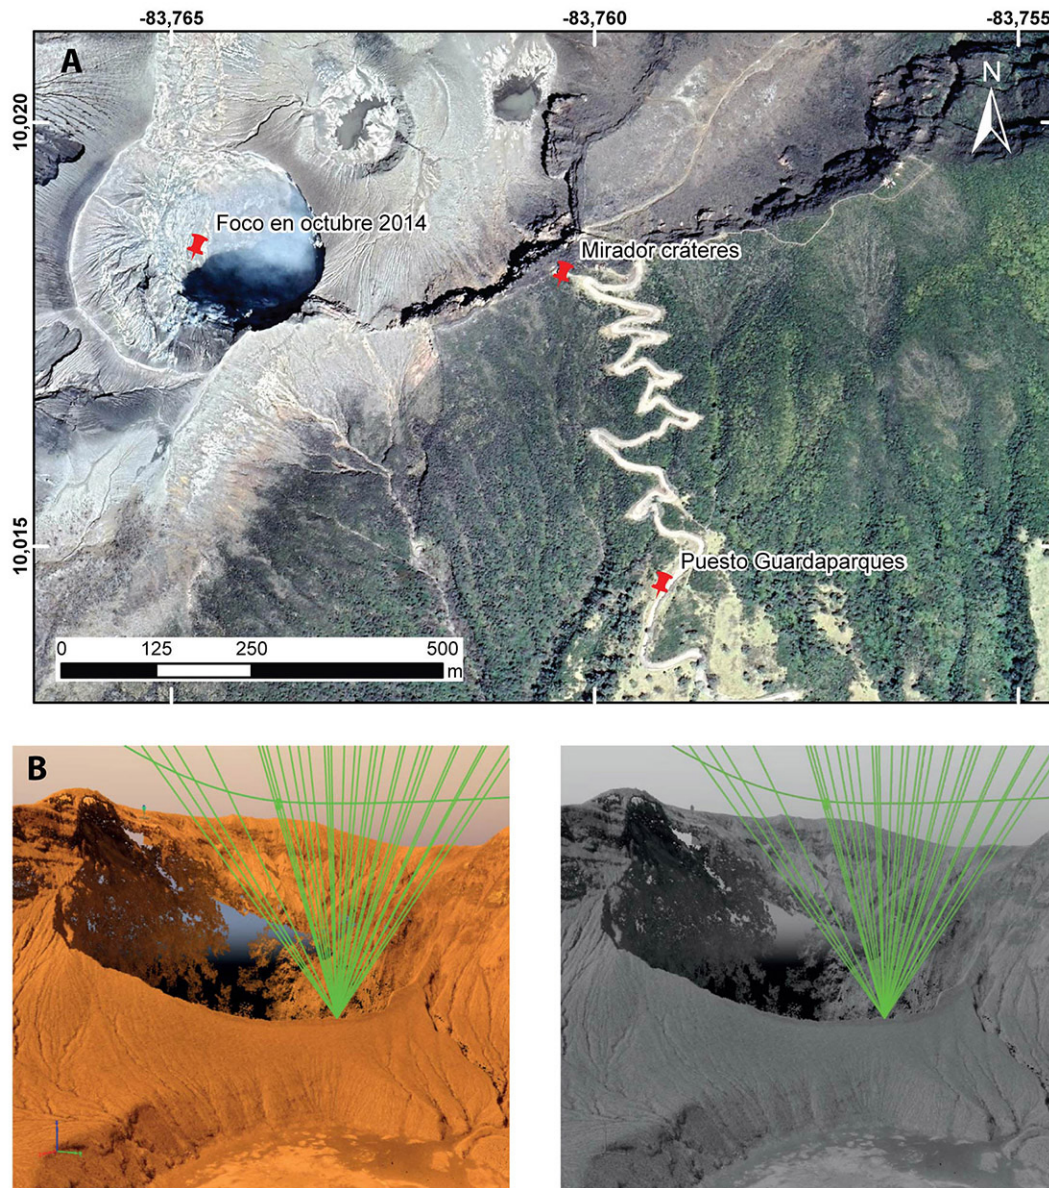 -83,765
-83,760
-83,755
A
N
10,020
Foco en octubre 2014
Mirador cráteres
10,015
Puesto Guardaparques
0 125 250 500
m
B